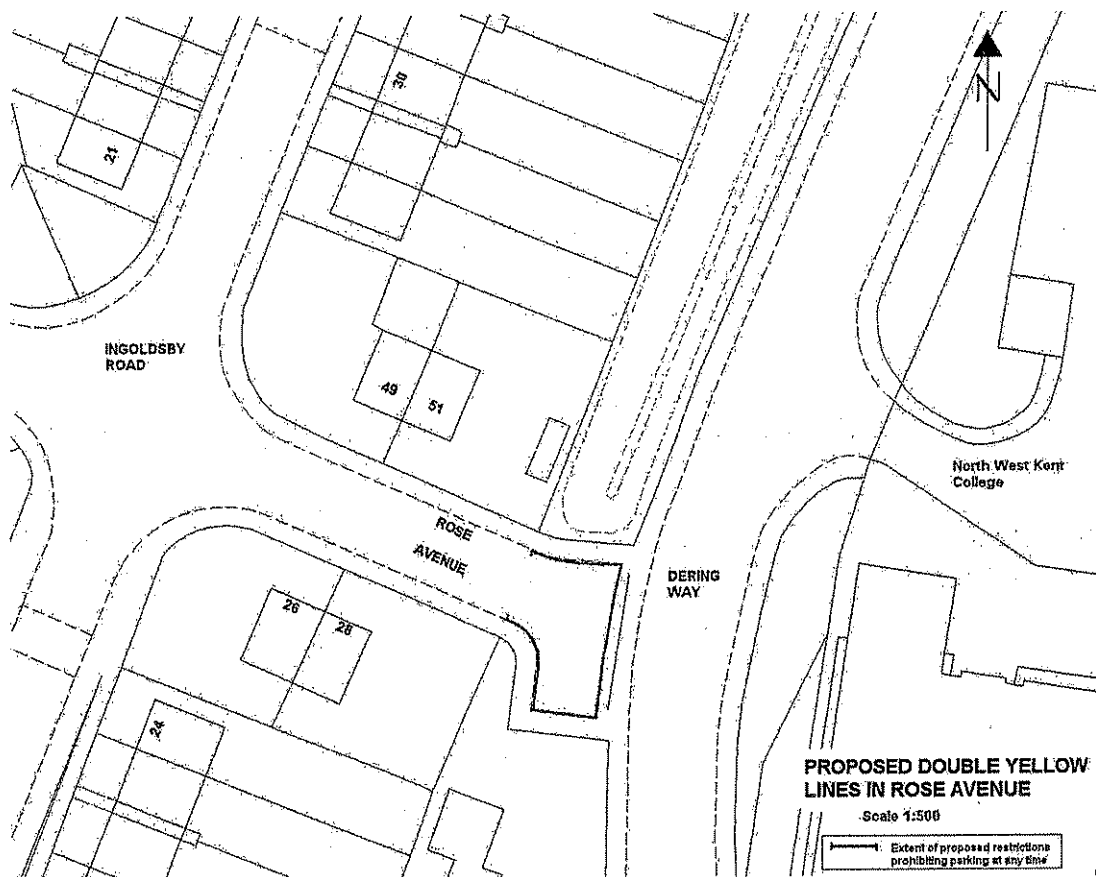 30
N
21
INGOLDSBY
ROAD
49
51
North West Kent
College
ROSE
AVENUE
DERING
WAY
26
28
24
PROPOSED DOUBLE YELLOW
LINES IN ROSE AVENUE
Scale 1:500
Extent of proposed restrictions
prohibiting parking at any time